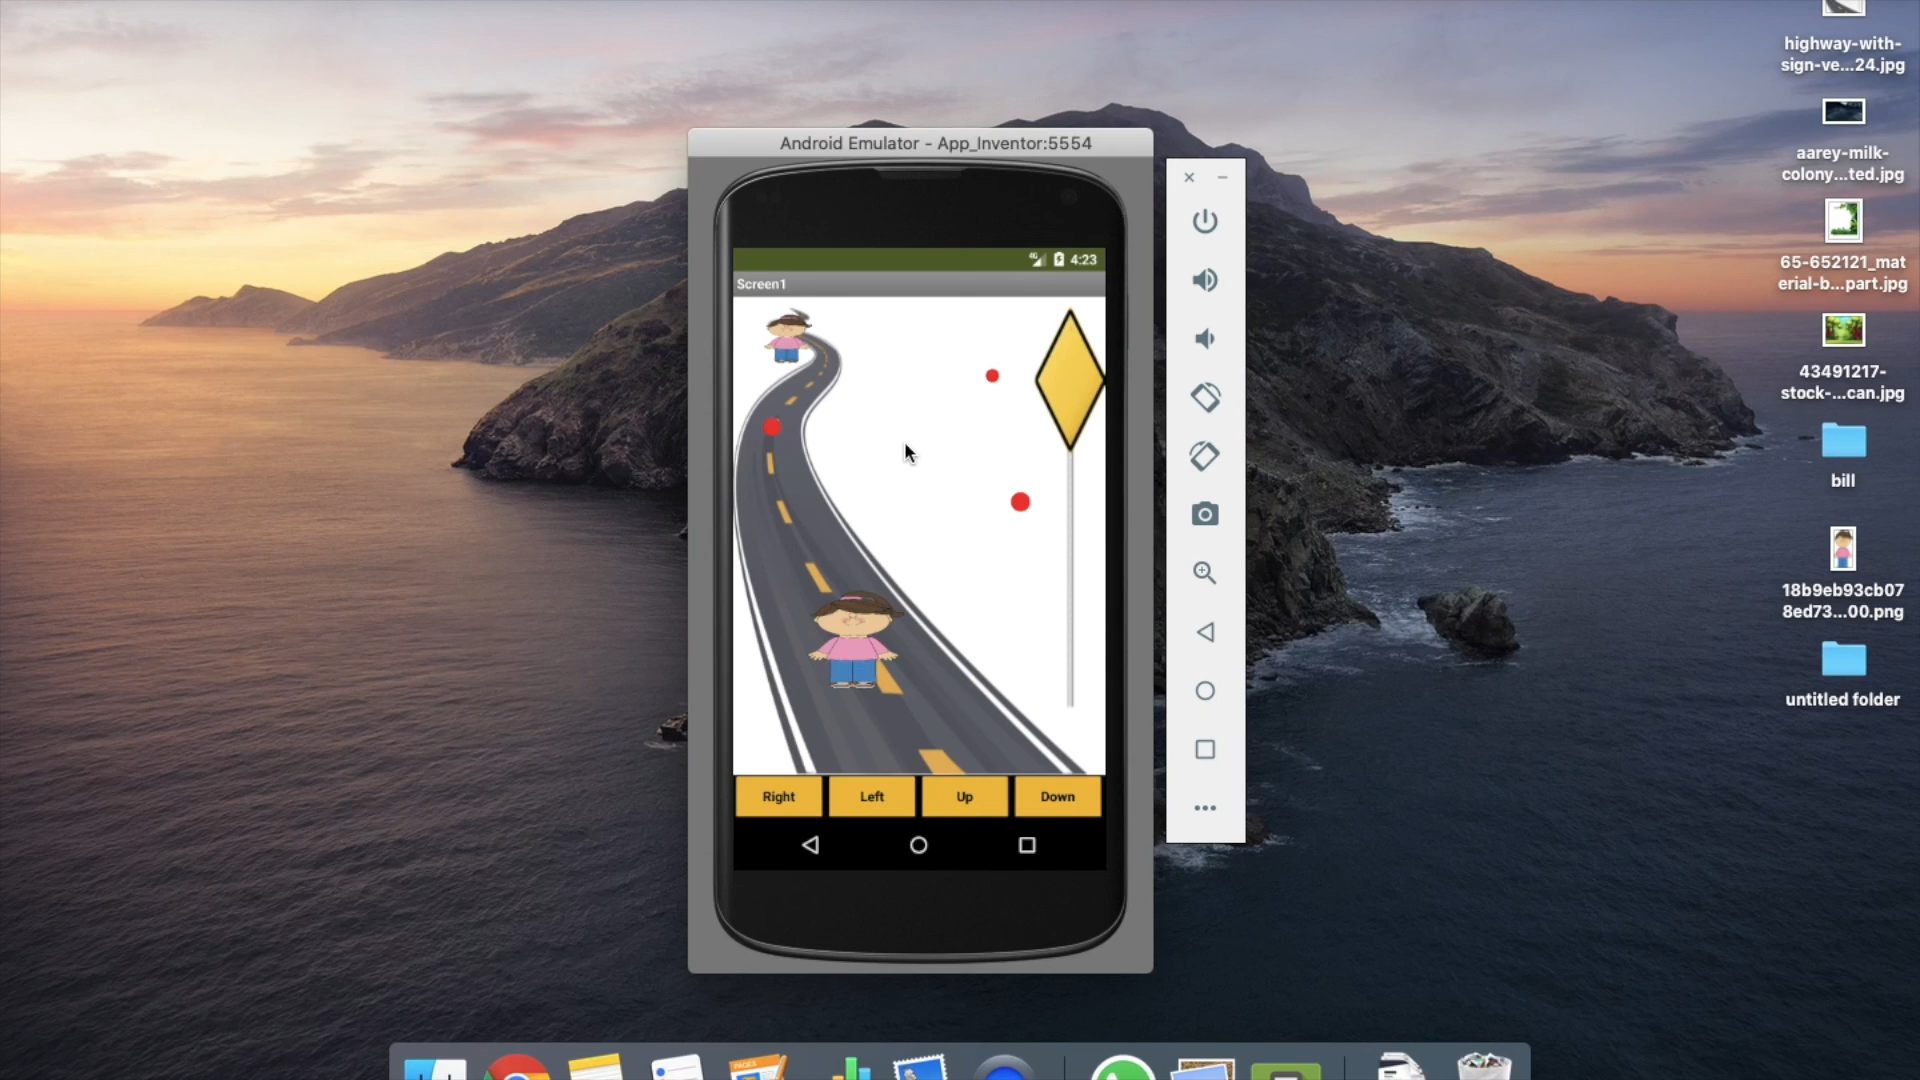 Android Emulator - App_Inventor:5554
4G 4:23
Screen1
Right Left Up Down
highway-with-
sign-ve...24.jpg
aarey-milk-
colony...ted.jpg
65-652121_mat
erial-b...part.jpg
43491217-
stock-...can.jpg
bill
18b9eb93cb07
8ed73...00.png
untitled folder
PAGES